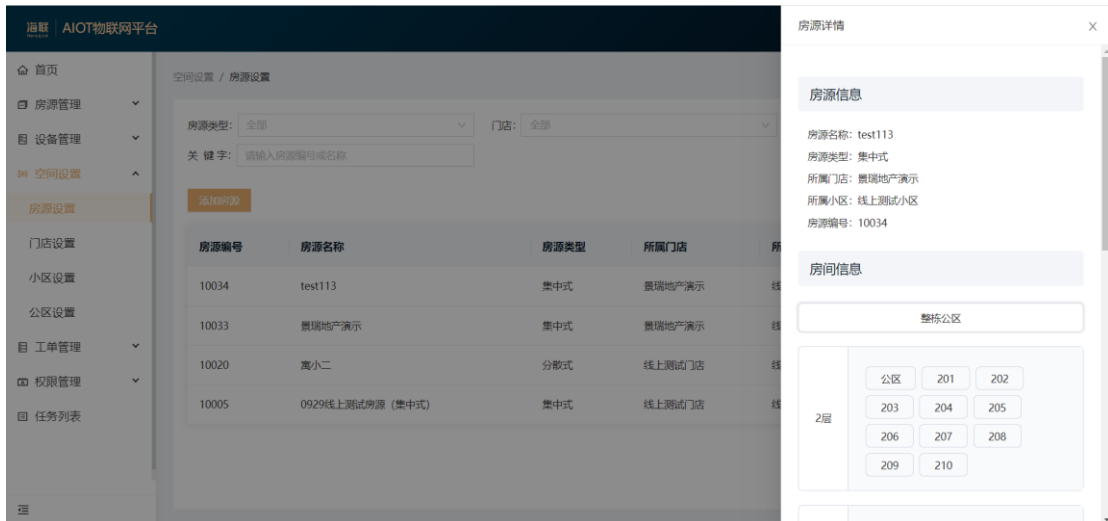 海联 AIOT物联网平台
首页
房源管理
设备管理
空间设置
房源设置
门店设置
小区设置
公区设置
工单管理
权限管理
任务列表
空间设置 / 房源设置
房源类型: 全部 门店: 全部
关 键 字: 请输入房源编号或名称
添加房源
房源编号 房源名称 房源类型 所属门店 所
10034 test113 集中式 景瑞地产演示 线
10033 景瑞地产演示 集中式 景瑞地产演示 线
10020 寓小二 分散式 线上测试门店 线
10005 0929线上测试房源 (集中式) 集中式 线上测试门店 线
房源详情
房源信息
房源名称: test113
房源类型: 集中式
所属门店: 景瑞地产演示
所属小区: 线上测试小区
房源编号: 10034
房间信息
整栋公区
2层
公区 201 202
203 204 205
206 207 208
209 210